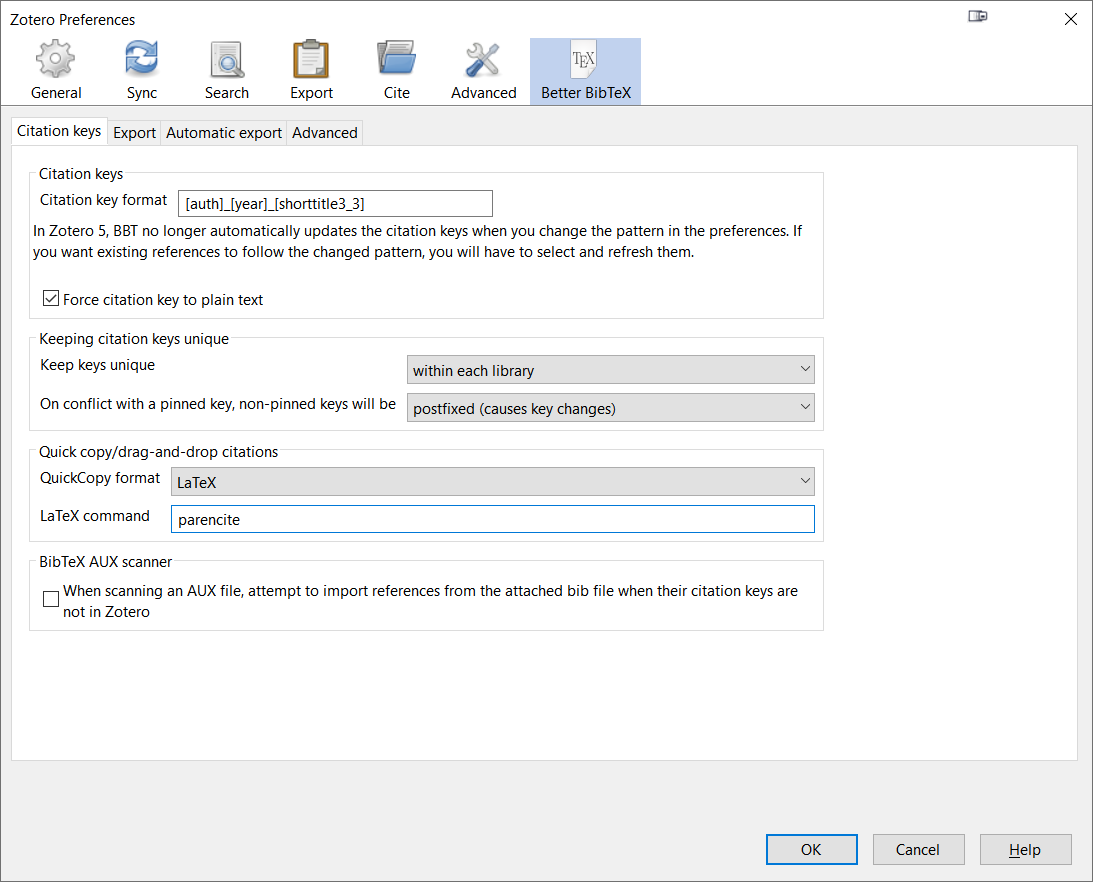 Zotero Preferences
General
Sync
Search
Export
Cite
Advanced
TEX
Better BibTeX
Citation keys
Export
Automatic export
Advanced
Citation keys
Citation key format
[auth]_[year]_[shorttitle3_3]
In Zotero 5, BBT no longer automatically updates the citation keys when you change the pattern in the preferences. If
you want existing references to follow the changed pattern, you will have to select and refresh them.
Force citation key to plain text
Keeping citation keys unique
Keep keys unique
within each library
On conflict with a pinned key, non-pinned keys will be
postfixed (causes key changes)
Quick copy/drag-and-drop citations
QuickCopy format
LaTeX
LaTeX command
parencite
BibTeX AUX scanner
When scanning an AUX file, attempt to import references from the attached bib file when their citation keys are
not in Zotero
OK
Cancel
Help